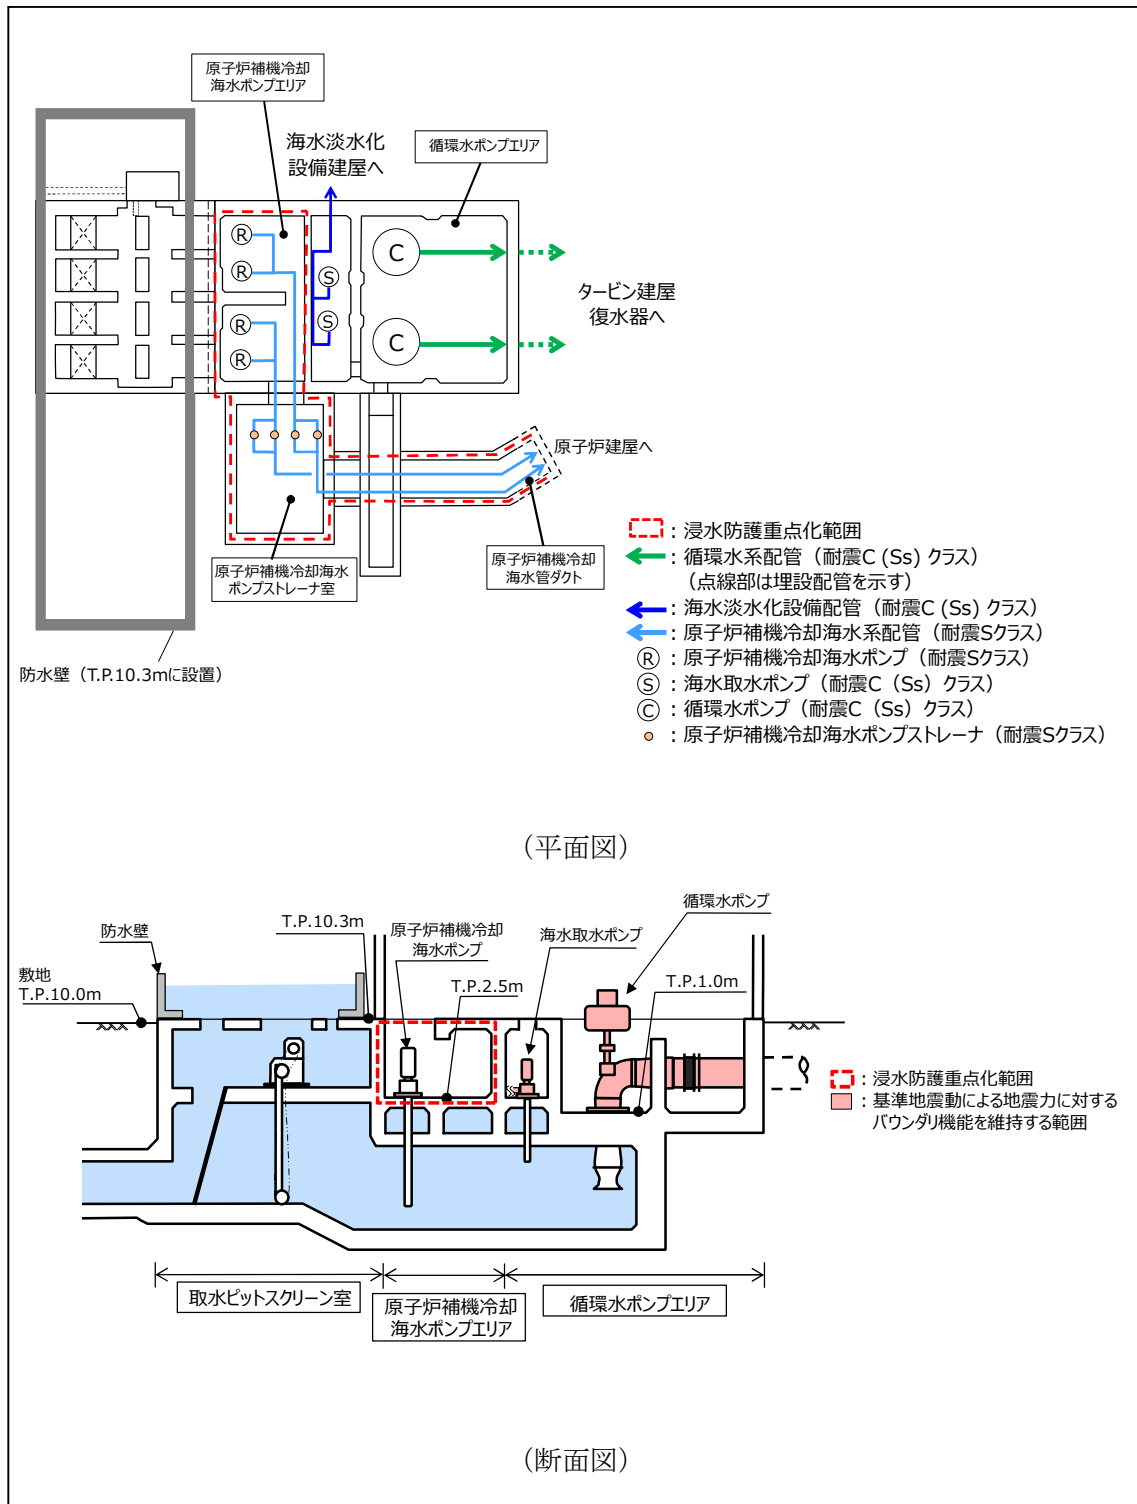 原子炉補機冷却
海水ポンプエリア
海水淡水化
設備建屋へ
循環水ポンプエリア
R
R
R
R
S
S
C
C
タービン建屋
復水器へ
原子炉建屋へ
原子炉補機冷却海水
ポンプストレーナ室
原子炉補機冷却
海水管ダクト
防水壁（T.P.10.3mに設置）
：浸水防護重点化範囲
：循環水系配管（耐震C (Ss) クラス）
（点線部は埋設配管を示す）
：海水淡水化設備配管（耐震C (Ss) クラス）
：原子炉補機冷却海水系配管（耐震Sクラス）
R：原子炉補機冷却海水ポンプ（耐震Sクラス）
S：海水取水ポンプ（耐震C（Ss）クラス）
C：循環水ポンプ（耐震C（Ss）クラス）
：原子炉補機冷却海水ポンプストレーナ（耐震Sクラス）
（平面図）
循環水ポンプ
T.P.10.3m
原子炉補機冷却
海水ポンプ
防水壁
海水取水ポンプ
敷地
T.P.10.0m
T.P.2.5m
T.P.1.0m
：浸水防護重点化範囲
：基準地震動による地震力に対する
バウンダリ機能を維持する範囲
取水ピットスクリーン室
原子炉補機冷却
海水ポンプエリア
循環水ポンプエリア
（断面図）